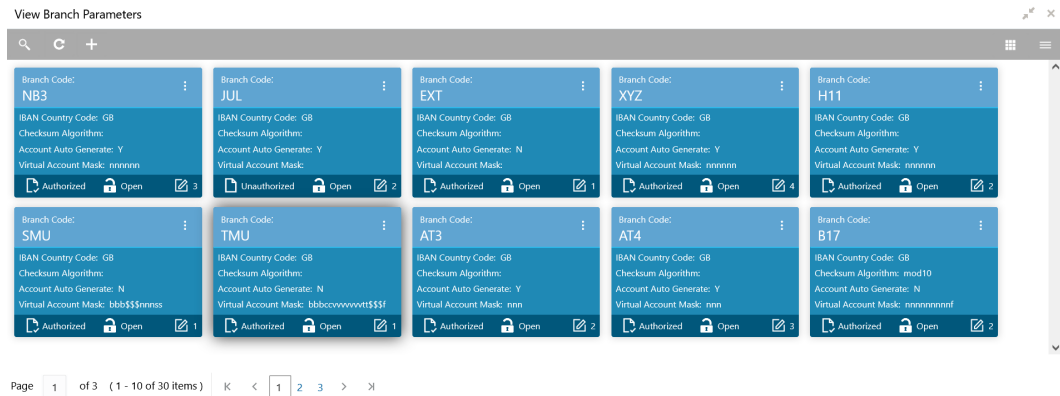 View Branch Parameters
Branch Code:
NB3
IBAN Country Code: GB
Checksum Algorithm:
Account Auto Generate: Y
Virtual Account Mask: nnnnnn
Authorized Open 3
Branch Code:
JUL
IBAN Country Code: GB
Checksum Algorithm:
Account Auto Generate: Y
Virtual Account Mask:
Unauthorized Open 2
Branch Code:
EXT
IBAN Country Code: GB
Checksum Algorithm:
Account Auto Generate: N
Virtual Account Mask:
Authorized Open 1
Branch Code:
XYZ
IBAN Country Code: GB
Checksum Algorithm:
Account Auto Generate: Y
Virtual Account Mask: nnnnnn
Authorized Open 4
Branch Code:
H11
IBAN Country Code: GB
Checksum Algorithm:
Account Auto Generate: Y
Virtual Account Mask: nnnnnn
Authorized Open 2
Branch Code:
SMU
IBAN Country Code: GB
Checksum Algorithm:
Account Auto Generate: N
Virtual Account Mask: bbb$$$nnnss
Authorized Open 1
Branch Code:
TMU
IBAN Country Code: GB
Checksum Algorithm:
Account Auto Generate: N
Virtual Account Mask: bbbccvvvvvvtt$$$f
Authorized Open 1
Branch Code:
AT3
IBAN Country Code: GB
Checksum Algorithm:
Account Auto Generate: Y
Virtual Account Mask: nnn
Authorized Open 2
Branch Code:
AT4
IBAN Country Code: GB
Checksum Algorithm:
Account Auto Generate: Y
Virtual Account Mask: nnn
Authorized Open 3
Branch Code:
B17
IBAN Country Code: GB
Checksum Algorithm: mod10
Account Auto Generate: N
Virtual Account Mask: nnnnnnnnnf
Authorized Open 2
Page 1 of 3 ( 1 - 10 of 30 items ) 1 2 3